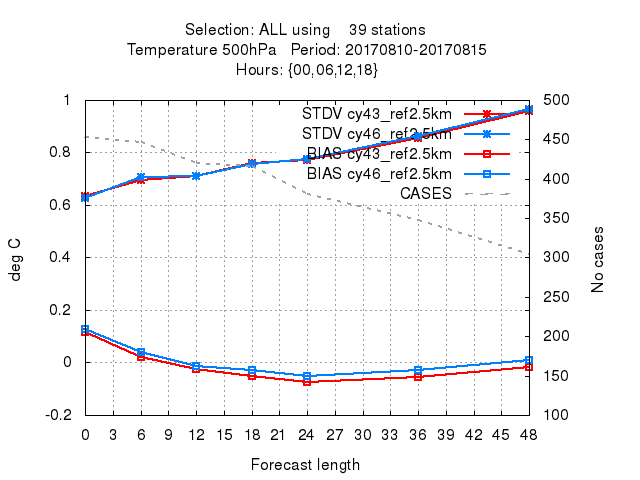 Selection: ALL using 39 stations
Temperature 500hPa Period: 20170810-20170815
Hours: {00,06,12,18}
1 500
STDV cy43_ref2.5km
STDV cy46_ref2.5km
450
0.8 BIAS cy43_ref2.5km
BIAS cy46_ref2.5km
400
CASES
0.6
350
deg C
No cases
0.4 300
250
0.2
200
0
150
-0.2 100
0 3 6 9 12 15 18 21 24 27 30 33 36 39 42 45 48
Forecast length